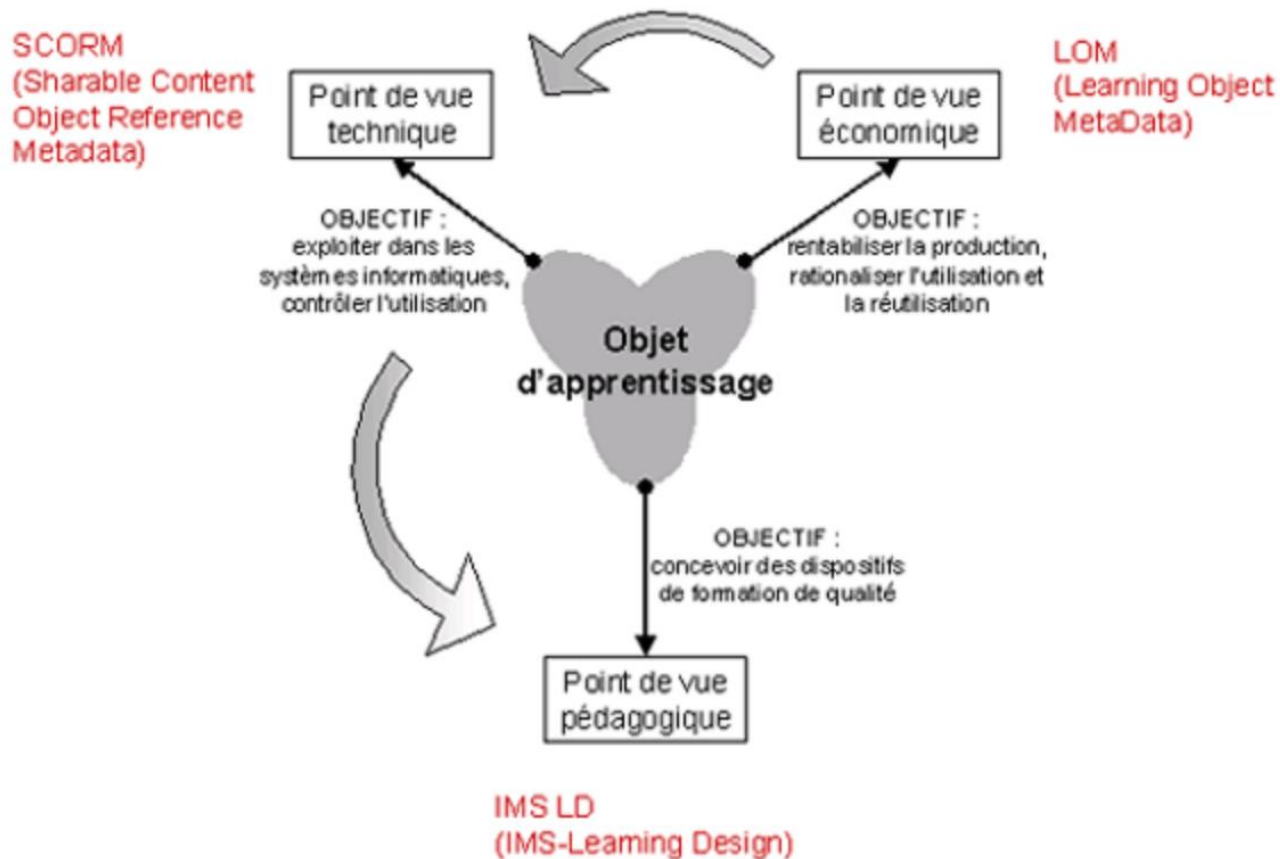 SCORM
(Sharable Content
Object Reference
Metadata)
Point de vue
technique
Point de vue
économique
LOM
(Learning Object
MetaData)
OBJECTIF :
exploiter dans les
systèmes informatiques,
contrôler l'utilisation
OBJECTIF :
rentabiliser la production,
rationaliser l'utilisation et
la réutilisation
Objet
d'apprentissage
OBJECTIF :
concevoir des dispositifs
de formation de qualité
Point de vue
pédagogique
IMS LD
(IMS-Learning Design)